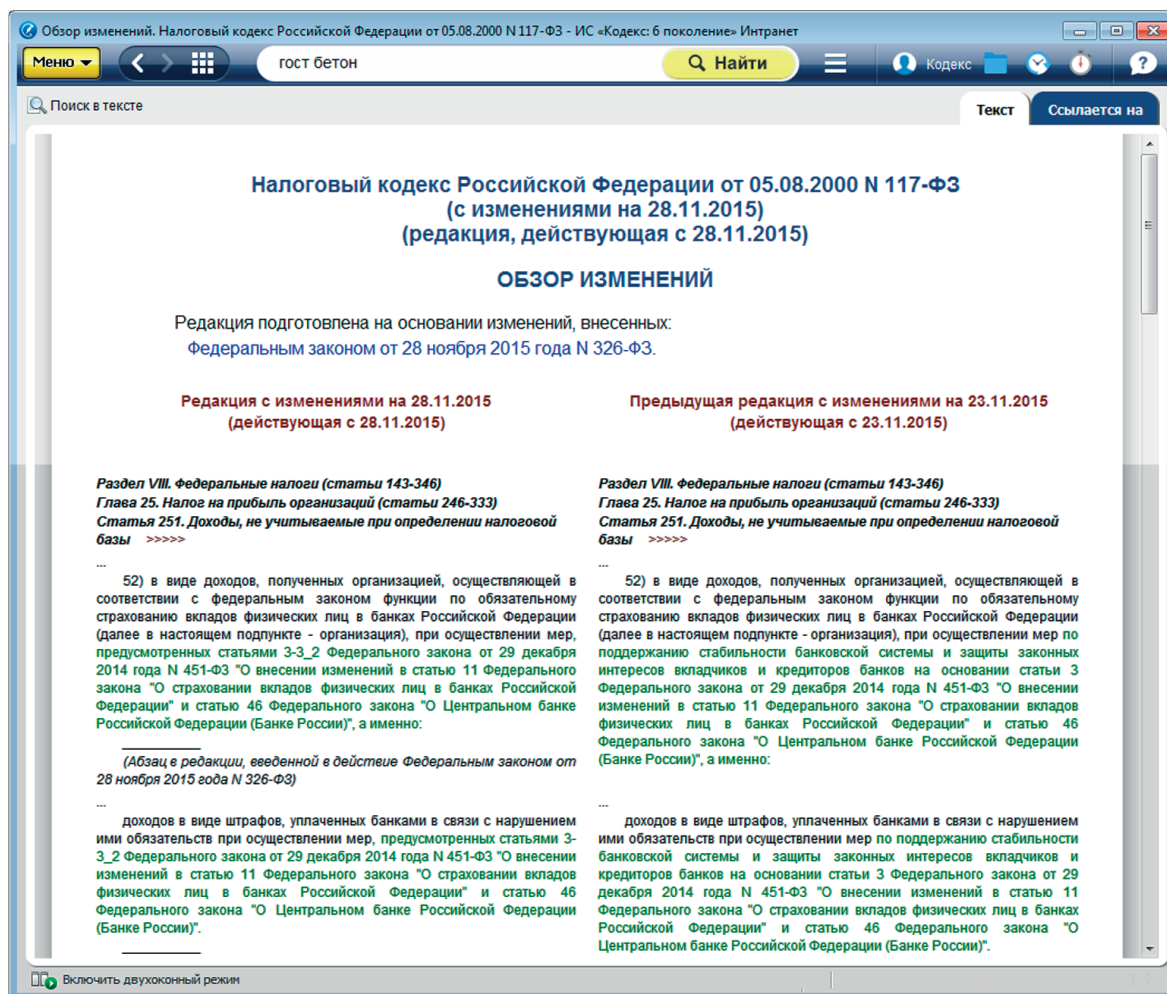 Обзор изменений. Налоговый кодекс Российской Федерации от 05.08.2000 N 117-ФЗ - ИС «Кодекс: 6 поколение» Интранет
Меню
гост бетон
Найти
Кодекс
?
Поиск в тексте
Текст
Ссылается на
Налоговый кодекс Российской Федерации от 05.08.2000 N 117-ФЗ
(с изменениями на 28.11.2015)
(редакция, действующая с 28.11.2015)
ОБЗОР ИЗМЕНЕНИЙ
Редакция подготовлена на основании изменений, внесенных:
Федеральным законом от 28 ноября 2015 года N 326-ФЗ.
Редакция с изменениями на 28.11.2015
(действующая с 28.11.2015)
Раздел VIII. Федеральные налоги (статьи 143-346)
Глава 25. Налог на прибыль организаций (статьи 246-333)
Статья 251. Доходы, не учитываемые при определении налоговой
базы >>>>>
...
52) в виде доходов, полученных организацией, осуществляющей в
соответствии с федеральным законом функции по обязательному
страхованию вкладов физических лиц в банках Российской Федерации
(далее в настоящем подпункте - организация), при осуществлении мер,
предусмотренных статьями 3-3_2 Федерального закона от 29 декабря
2014 года N 451-ФЗ "О внесении изменений в статью 11 Федерального
закона "О страховании вкладов физических лиц в банках Российской
Федерации" и статью 46 Федерального закона "О Центральном банке
Российской Федерации (Банке России)", а именно:
(Абзац в редакции, введенной в действие Федеральным законом от
28 ноября 2015 года N 326-ФЗ)
...
доходов в виде штрафов, уплаченных банками в связи с нарушением
ими обязательств при осуществлении мер, предусмотренных статьями 3-
3_2 Федерального закона от 29 декабря 2014 года N 451-ФЗ "О внесении
изменений в статью 11 Федерального закона "О страховании вкладов
физических лиц в банках Российской Федерации" и статью 46
Федерального закона "О Центральном банке Российской Федерации
(Банке России)".
Предыдущая редакция с изменениями на 23.11.2015
(действующая с 23.11.2015)
Раздел VIII. Федеральные налоги (статьи 143-346)
Глава 25. Налог на прибыль организаций (статьи 246-333)
Статья 251. Доходы, не учитываемые при определении налоговой
базы >>>>>
...
52) в виде доходов, полученных организацией, осуществляющей в
соответствии с федеральным законом функции по обязательному
страхованию вкладов физических лиц в банках Российской Федерации
(далее в настоящем подпункте - организация), при осуществлении мер по
поддержанию стабильности банковской системы и защиты законных
интересов вкладчиков и кредиторов банков на основании статьи 3
Федерального закона от 29 декабря 2014 года N 451-ФЗ "О внесении
изменений в статью 11 Федерального закона "О страховании вкладов
физических лиц в банках Российской Федерации" и статью 46
Федерального закона "О Центральном банке Российской Федерации
(Банке России)", а именно:
...
доходов в виде штрафов, уплаченных банками в связи с нарушением
ими обязательств при осуществлении мер по поддержанию стабильности
банковской системы и защиты законных интересов вкладчиков и
кредиторов банков на основании статьи 3 Федерального закона от 29
декабря 2014 года N 451-ФЗ "О внесении изменений в статью 11
Федерального закона "О страховании вкладов физических лиц в банках
Российской Федерации" и статью 46 Федерального закона "О
Центральном банке Российской Федерации (Банке России)".
Включить двухоконный режим